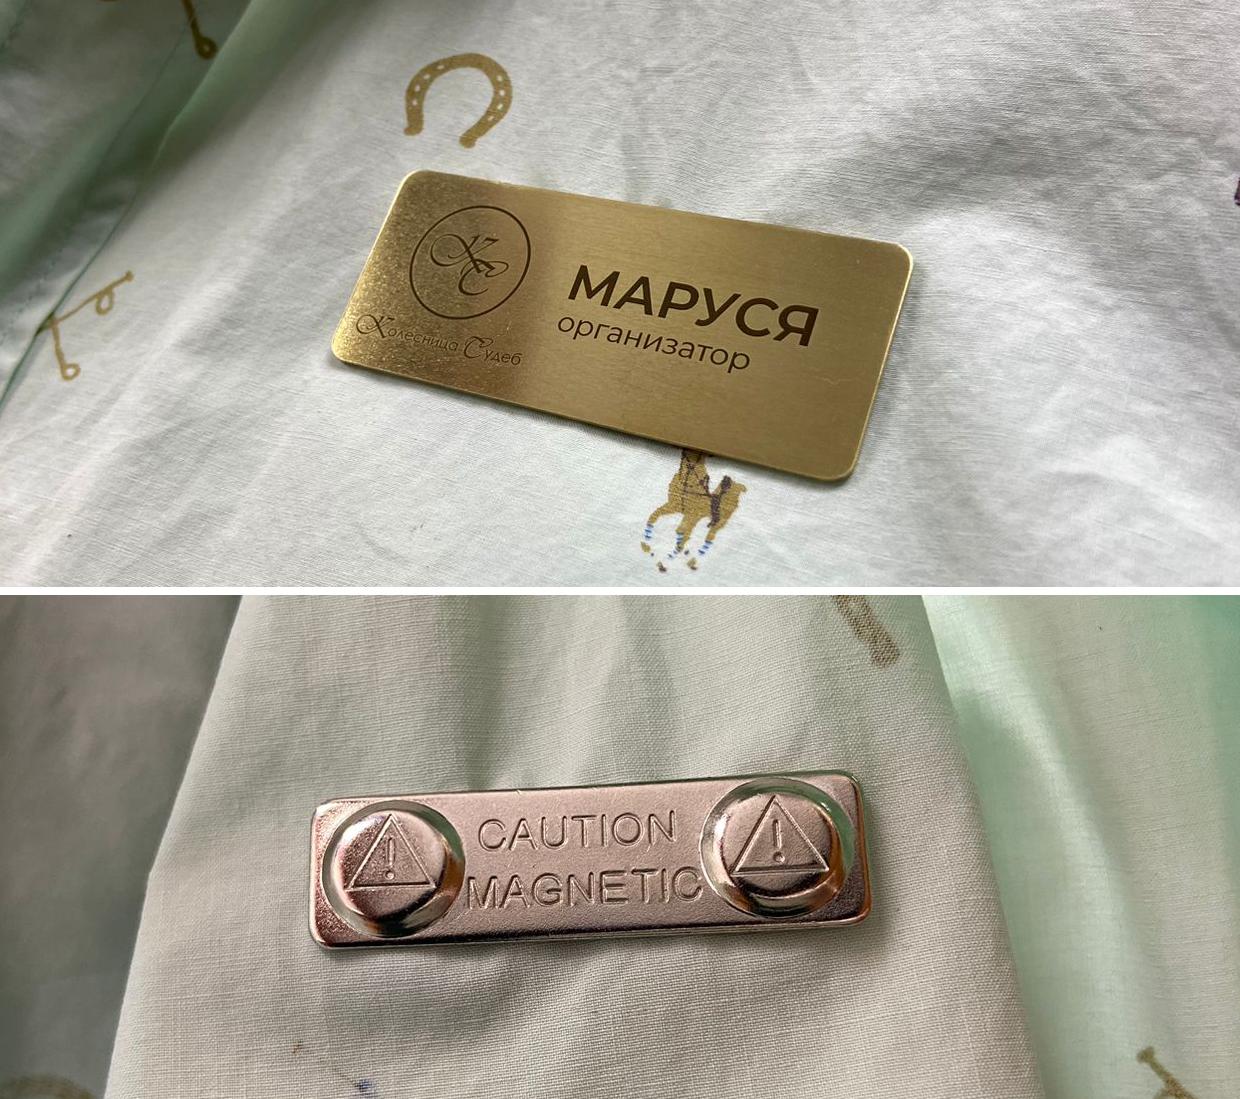 КС
Колесница Судеб
МАРУСЯ
организатор
CAUTION
MAGNETIC